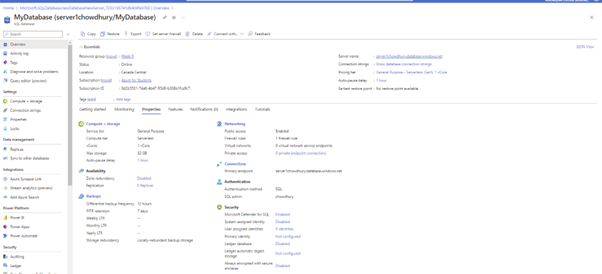 Home > Microsoft.SQLDatabase.newDatabaseNewServer_ > Overview >
MyDatabase (server1chowdhury/MyDatabase)
SQL database
Search
Copy Restore Export Set server firewall Delete Connect with... Feedback
Overview
Activity log
Tags
Diagnose and solve problems
Query editor (preview)
Settings
Compute + storage
Connection strings
Properties
Locks
Data management
Replicas
Sync to other databases
Integrations
Azure Synapse Link
Stream analytics (preview)
Add Azure Search
Power Platform
Power BI
Power Apps
Power Automate
Security
Auditing
Ledger
Essentials
JSON View
Resource group (move) : Week-9
Status : Online
Location : Canada Central
Subscription (move) : Azure for Students
Subscription ID :
Tags (edit) : Add tags
Server name : server1chowdhury.database.windows.net
Connection strings : Show database connection strings
Pricing tier : General Purpose - Serverless: Gen5, 1 vCore
Auto-pause delay : 1 hour
Earliest restore point : No restore point available
Getting started Monitoring Properties Features Notifications (0) Integrations Tutorials
Compute + storage
Service tier General Purpose
Compute tier Serverless
vCores 1 vCore
Max storage 32 GB
Auto-pause delay 1 hour
Availability
Zone redundancy Disabled
Replication 0 Replicas
Backups
Differential backup frequency 12 hours
PITR retention 7 days
Weekly LTR --
Monthly LTR --
Yearly LTR --
Storage redundancy Locally-redundant backup storage
Networking
Public access Enabled
Firewall rules 1 firewall rule
Virtual networks 0 virtual network service endpoints
Private access 0 private endpoint connections
Connections
Primary endpoint server1chowdhury.database.windows.net
Authentication
Authentication method SQL
SQL admin chowdhury
Security
Microsoft Defender for SQL Disabled
System assigned identity Disabled
User assigned identities 0 identities
Primary identity Not configured
Ledger database Disabled
Ledger automatic digest storage Not configured
Always encrypted with secure enclaves Disabled